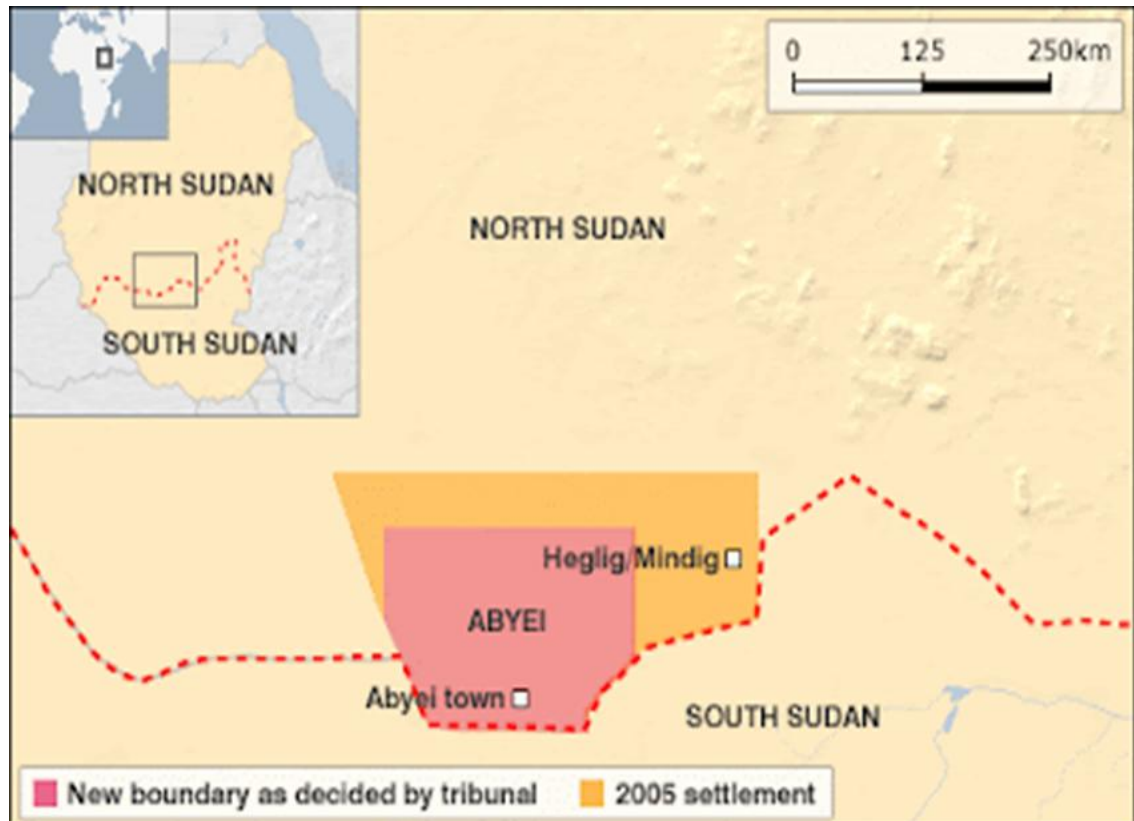 0 125 250km
NORTH SUDAN
SOUTH SUDAN
NORTH SUDAN
Heglig/Mindig
ABYEI
Abyei town
SOUTH SUDAN
New boundary as decided by tribunal
2005 settlement